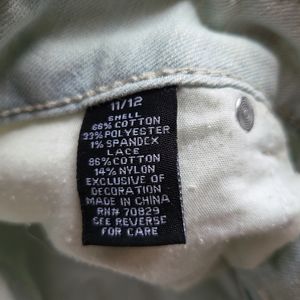 11/12
SHELL
66% COTTON
33% POLYESTER
1% SPANDEX
LACE
86% COTTON
14% NYLON
EXCLUSIVE OF
DECORATION
MADE IN CHINA
RN# 70829
SEE REVERSE
FOR CARE